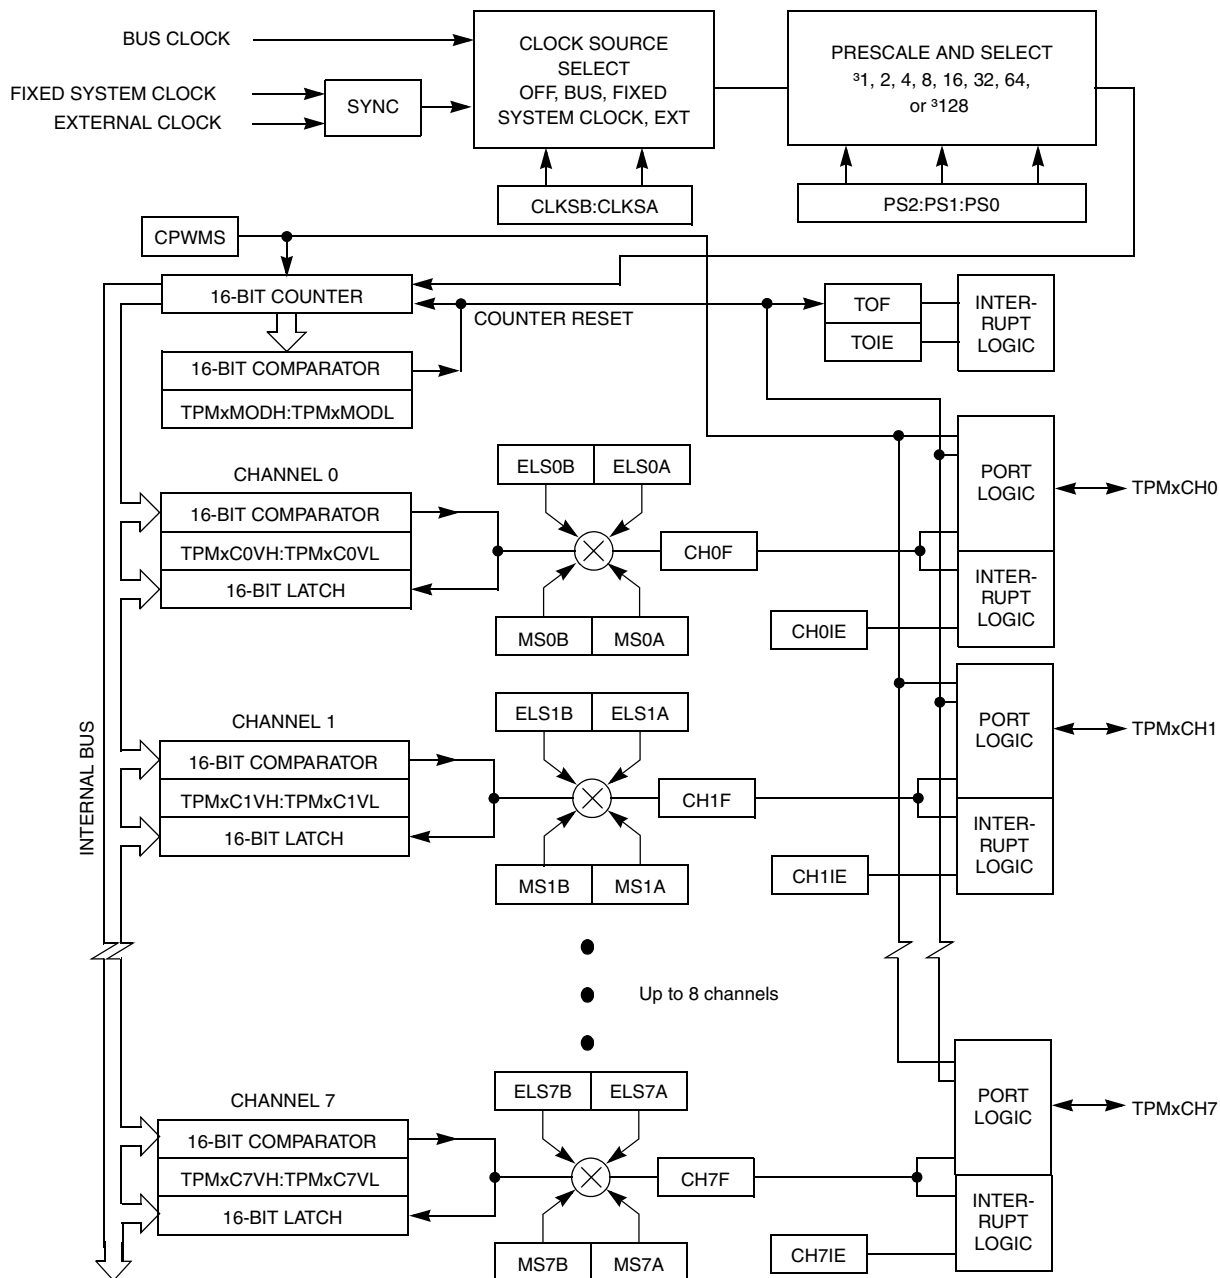 BUS CLOCK
FIXED SYSTEM CLOCK
EXTERNAL CLOCK
SYNC
CLOCK SOURCE
SELECT
OFF, BUS, FIXED
SYSTEM CLOCK, EXT
PRESCALE AND SELECT
³1, 2, 4, 8, 16, 32, 64,
or ³128
CLKSB:CLKSA
PS2:PS1:PS0
CPWMS
16-BIT COUNTER
COUNTER RESET
TOF
TOIE
INTER-
RUPT
LOGIC
16-BIT COMPARATOR
TPMxMODH:TPMxMODL
CHANNEL 0
16-BIT COMPARATOR
TPMxC0VH:TPMxC0VL
16-BIT LATCH
ELS0B
ELS0A
MS0B
MS0A
CH0F
CH0IE
PORT
LOGIC
INTER-
RUPT
LOGIC
TPMxCH0
INTERNAL BUS
CHANNEL 1
16-BIT COMPARATOR
TPMxC1VH:TPMxC1VL
16-BIT LATCH
ELS1B
ELS1A
MS1B
MS1A
CH1F
CH1IE
PORT
LOGIC
INTER-
RUPT
LOGIC
TPMxCH1
Up to 8 channels
CHANNEL 7
16-BIT COMPARATOR
TPMxC7VH:TPMxC7VL
16-BIT LATCH
ELS7B
ELS7A
MS7B
MS7A
CH7F
CH7IE
PORT
LOGIC
INTER-
RUPT
LOGIC
TPMxCH7